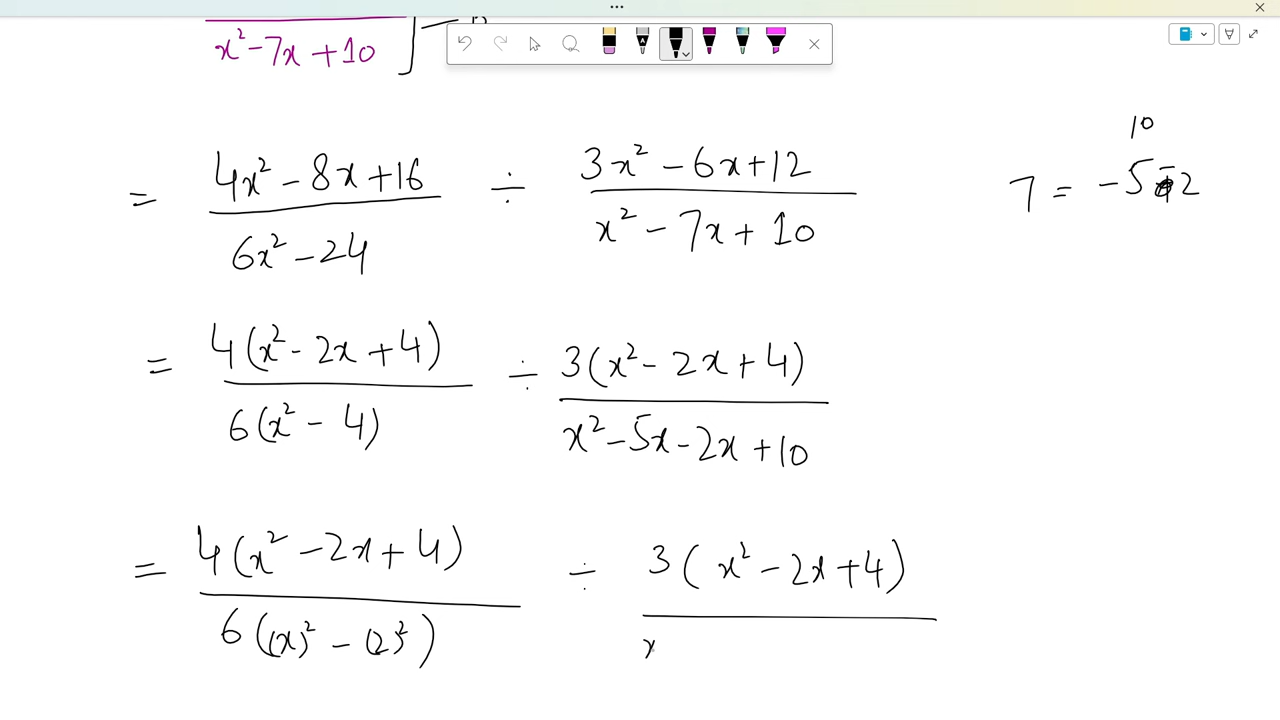 x² - 7x + 10
10
= 4x² - 8x + 16 / 6x² - 24 ÷ 3x² - 6x + 12 / x² - 7x + 10
7 = -5 - 2
= 4(x² - 2x + 4) / 6(x² - 4) ÷ 3(x² - 2x + 4) / x² - 5x - 2x + 10
= 4(x² - 2x + 4) / 6((x)² - (2)²) ÷ 3(x² - 2x + 4) / x